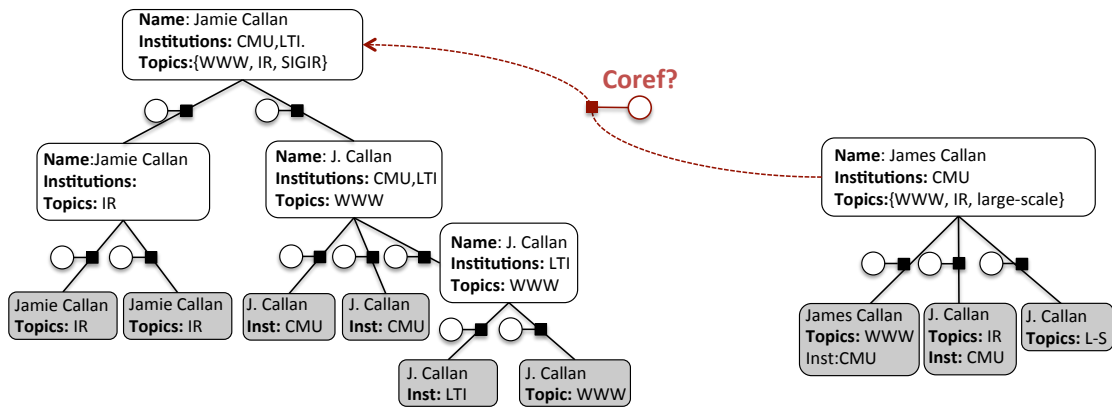 Name: Jamie Callan
Institutions: CMU,LTI.
Topics:{WWW, IR, SIGIR}
Coref?
Name:Jamie Callan
Institutions:
Topics: IR
Name: J. Callan
Institutions: CMU,LTI
Topics: WWW
Name: James Callan
Institutions: CMU
Topics:{WWW, IR, large-scale}
Name: J. Callan
Institutions: LTI
Topics: WWW
Jamie Callan
Topics: IR
Jamie Callan
Topics: IR
J. Callan
Inst: CMU
J. Callan
Inst: CMU
James Callan
Topics: WWW
Inst:CMU
J. Callan
Topics: IR
Inst: CMU
J. Callan
Topics: L-S
J. Callan
Inst: LTI
J. Callan
Topic: WWW